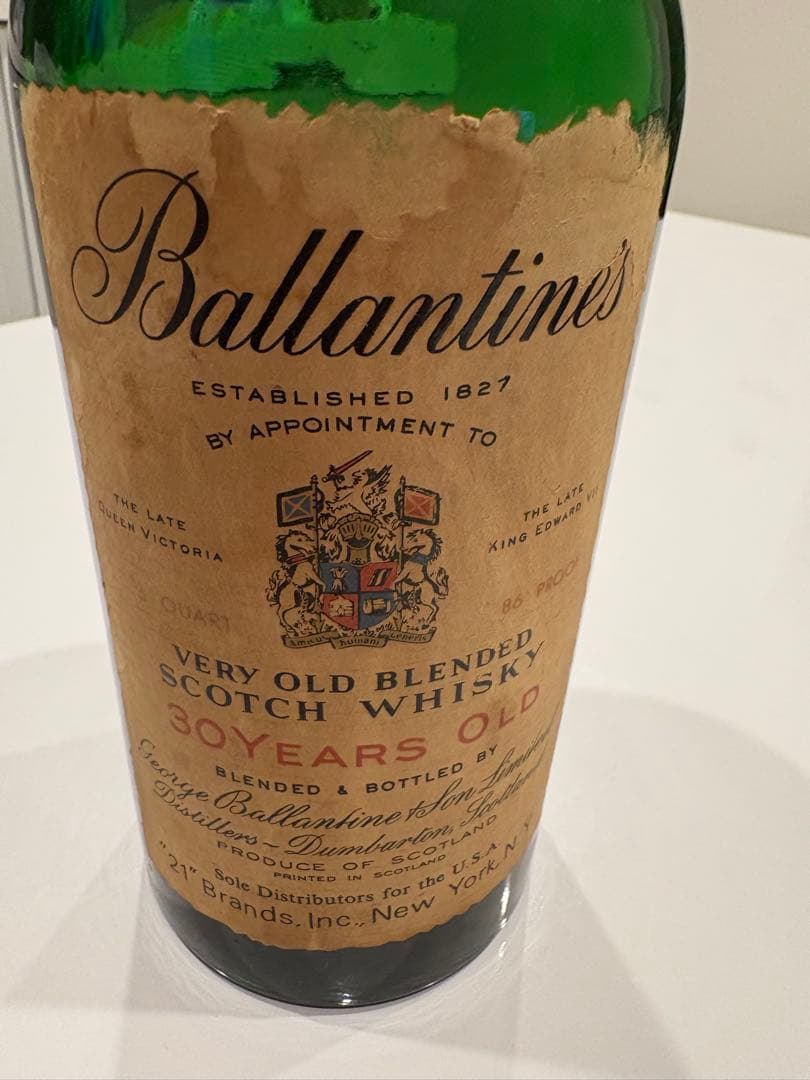 Ballantine's
ESTABLISHED 1827
BY APPOINTMENT TO
THE LATE
QUEEN VICTORIA
THE LATE
KING EDWARD VII
QUART
86 PROOF
Amicus humani generis
VERY OLD BLENDED
SCOTCH WHISKY
30 YEARS OLD
BLENDED & BOTTLED BY
George Ballantine & Son Limited
Distillers ~ Dumbarton, Scotland
PRODUCE OF SCOTLAND
PRINTED IN SCOTLAND
Sole Distributors for the U.S.A.
"21" Brands, Inc., New York, N.Y.